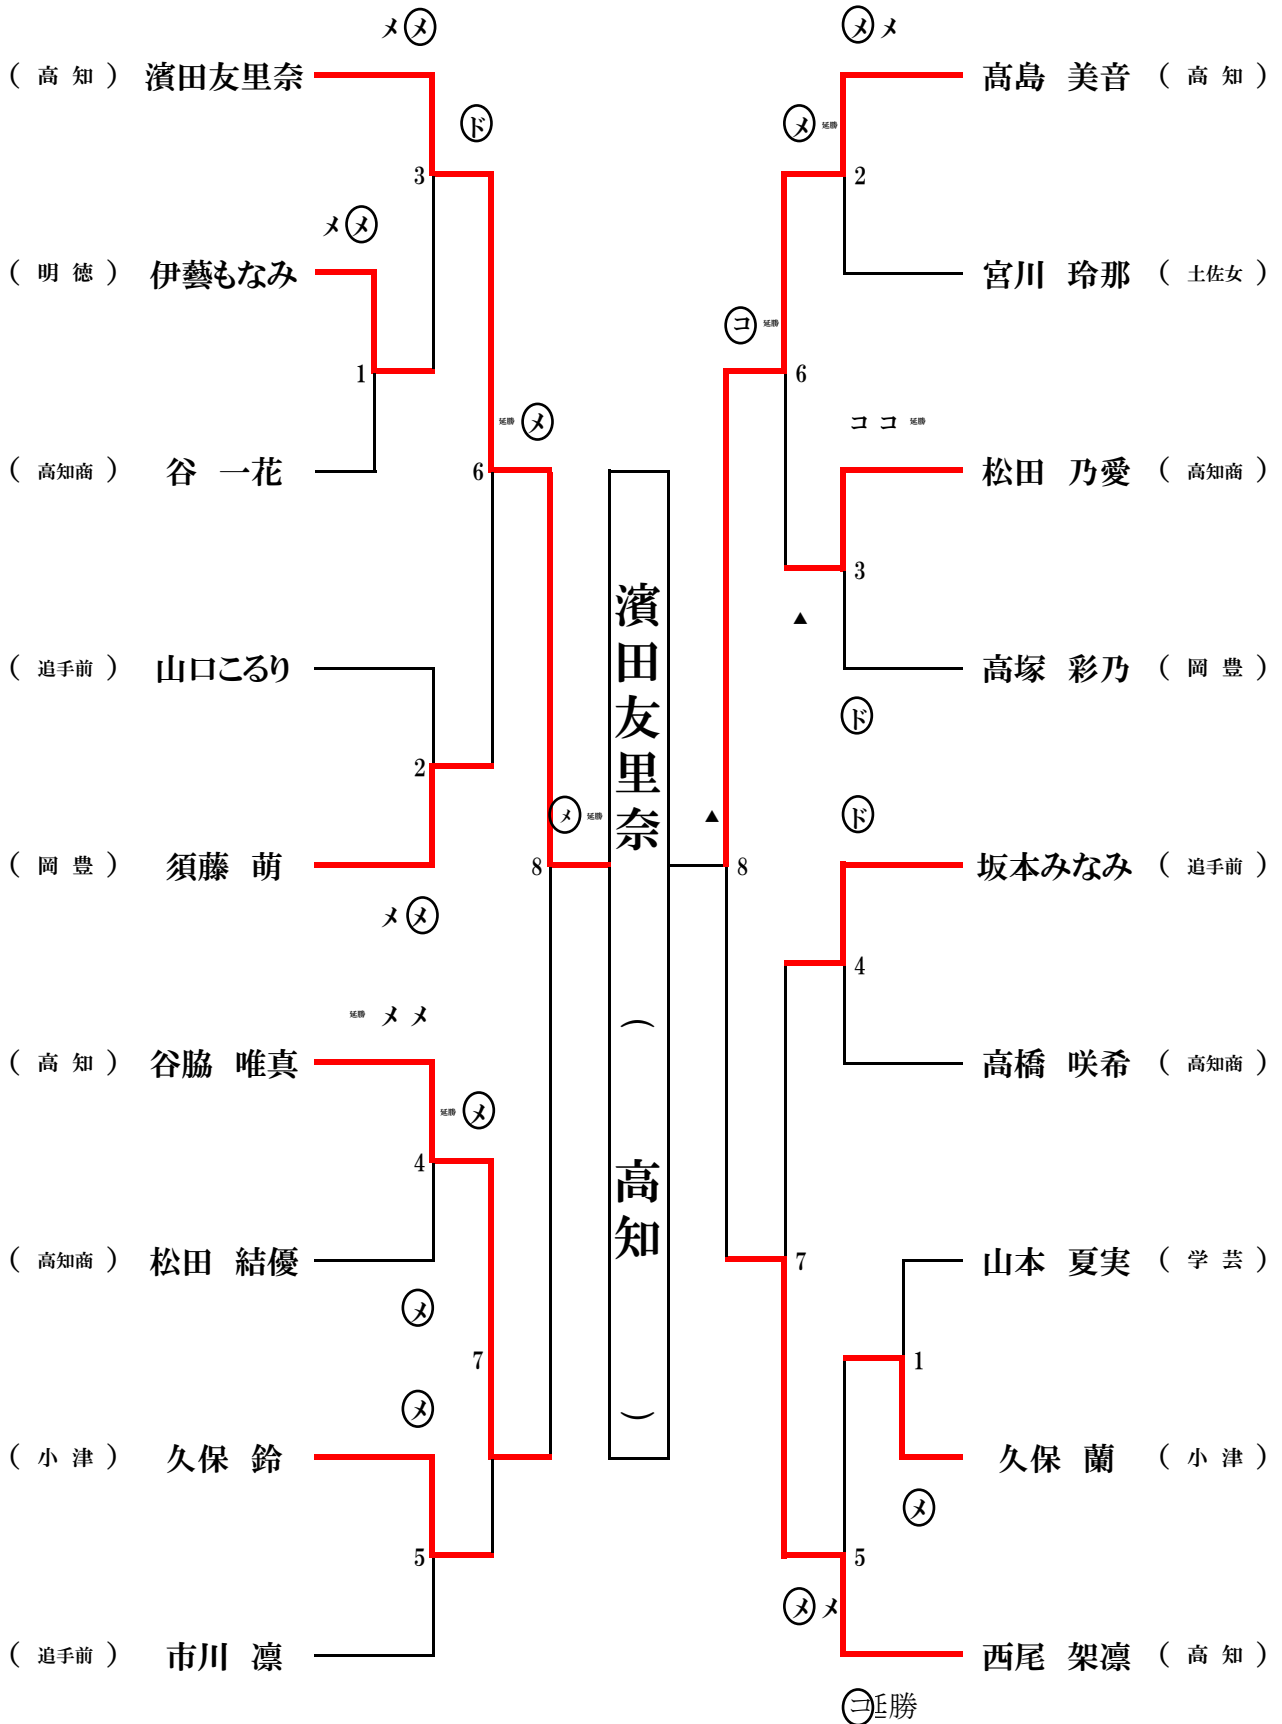 メ メ
( 高 知 ) 濱田友里奈
ド
3
メ メ
( 明 徳 ) 伊藝もなみ
1
( 高知商 ) 谷 一花
延勝 メ
6
( 追手前 ) 山口こるり
2
( 岡 豊 ) 須藤 萌
メ メ
メ 延勝
8
延勝 メ メ
( 高 知 ) 谷脇 唯真
延勝 メ
4
( 高知商 ) 松田 結優
メ
7
メ
( 小 津 ) 久保 鈴
5
( 追手前 ) 市川 凛
濱田友里奈
( 高知 )
メ メ
髙島 美音 ( 高 知 )
メ 延勝
2
宮川 玲那 ( 土佐女 )
コ 延勝
6
ココ 延勝
松田 乃愛 ( 高知商 )
3
▲
高塚 彩乃 ( 岡 豊 )
ド
▲
8
ド
坂本みなみ ( 追手前 )
4
高橋 咲希 ( 高知商 )
7
山本 夏実 ( 学 芸 )
1
久保 蘭 ( 小 津 )
メ
5
メ メ
西尾 架凛 ( 高 知 )
コ延勝